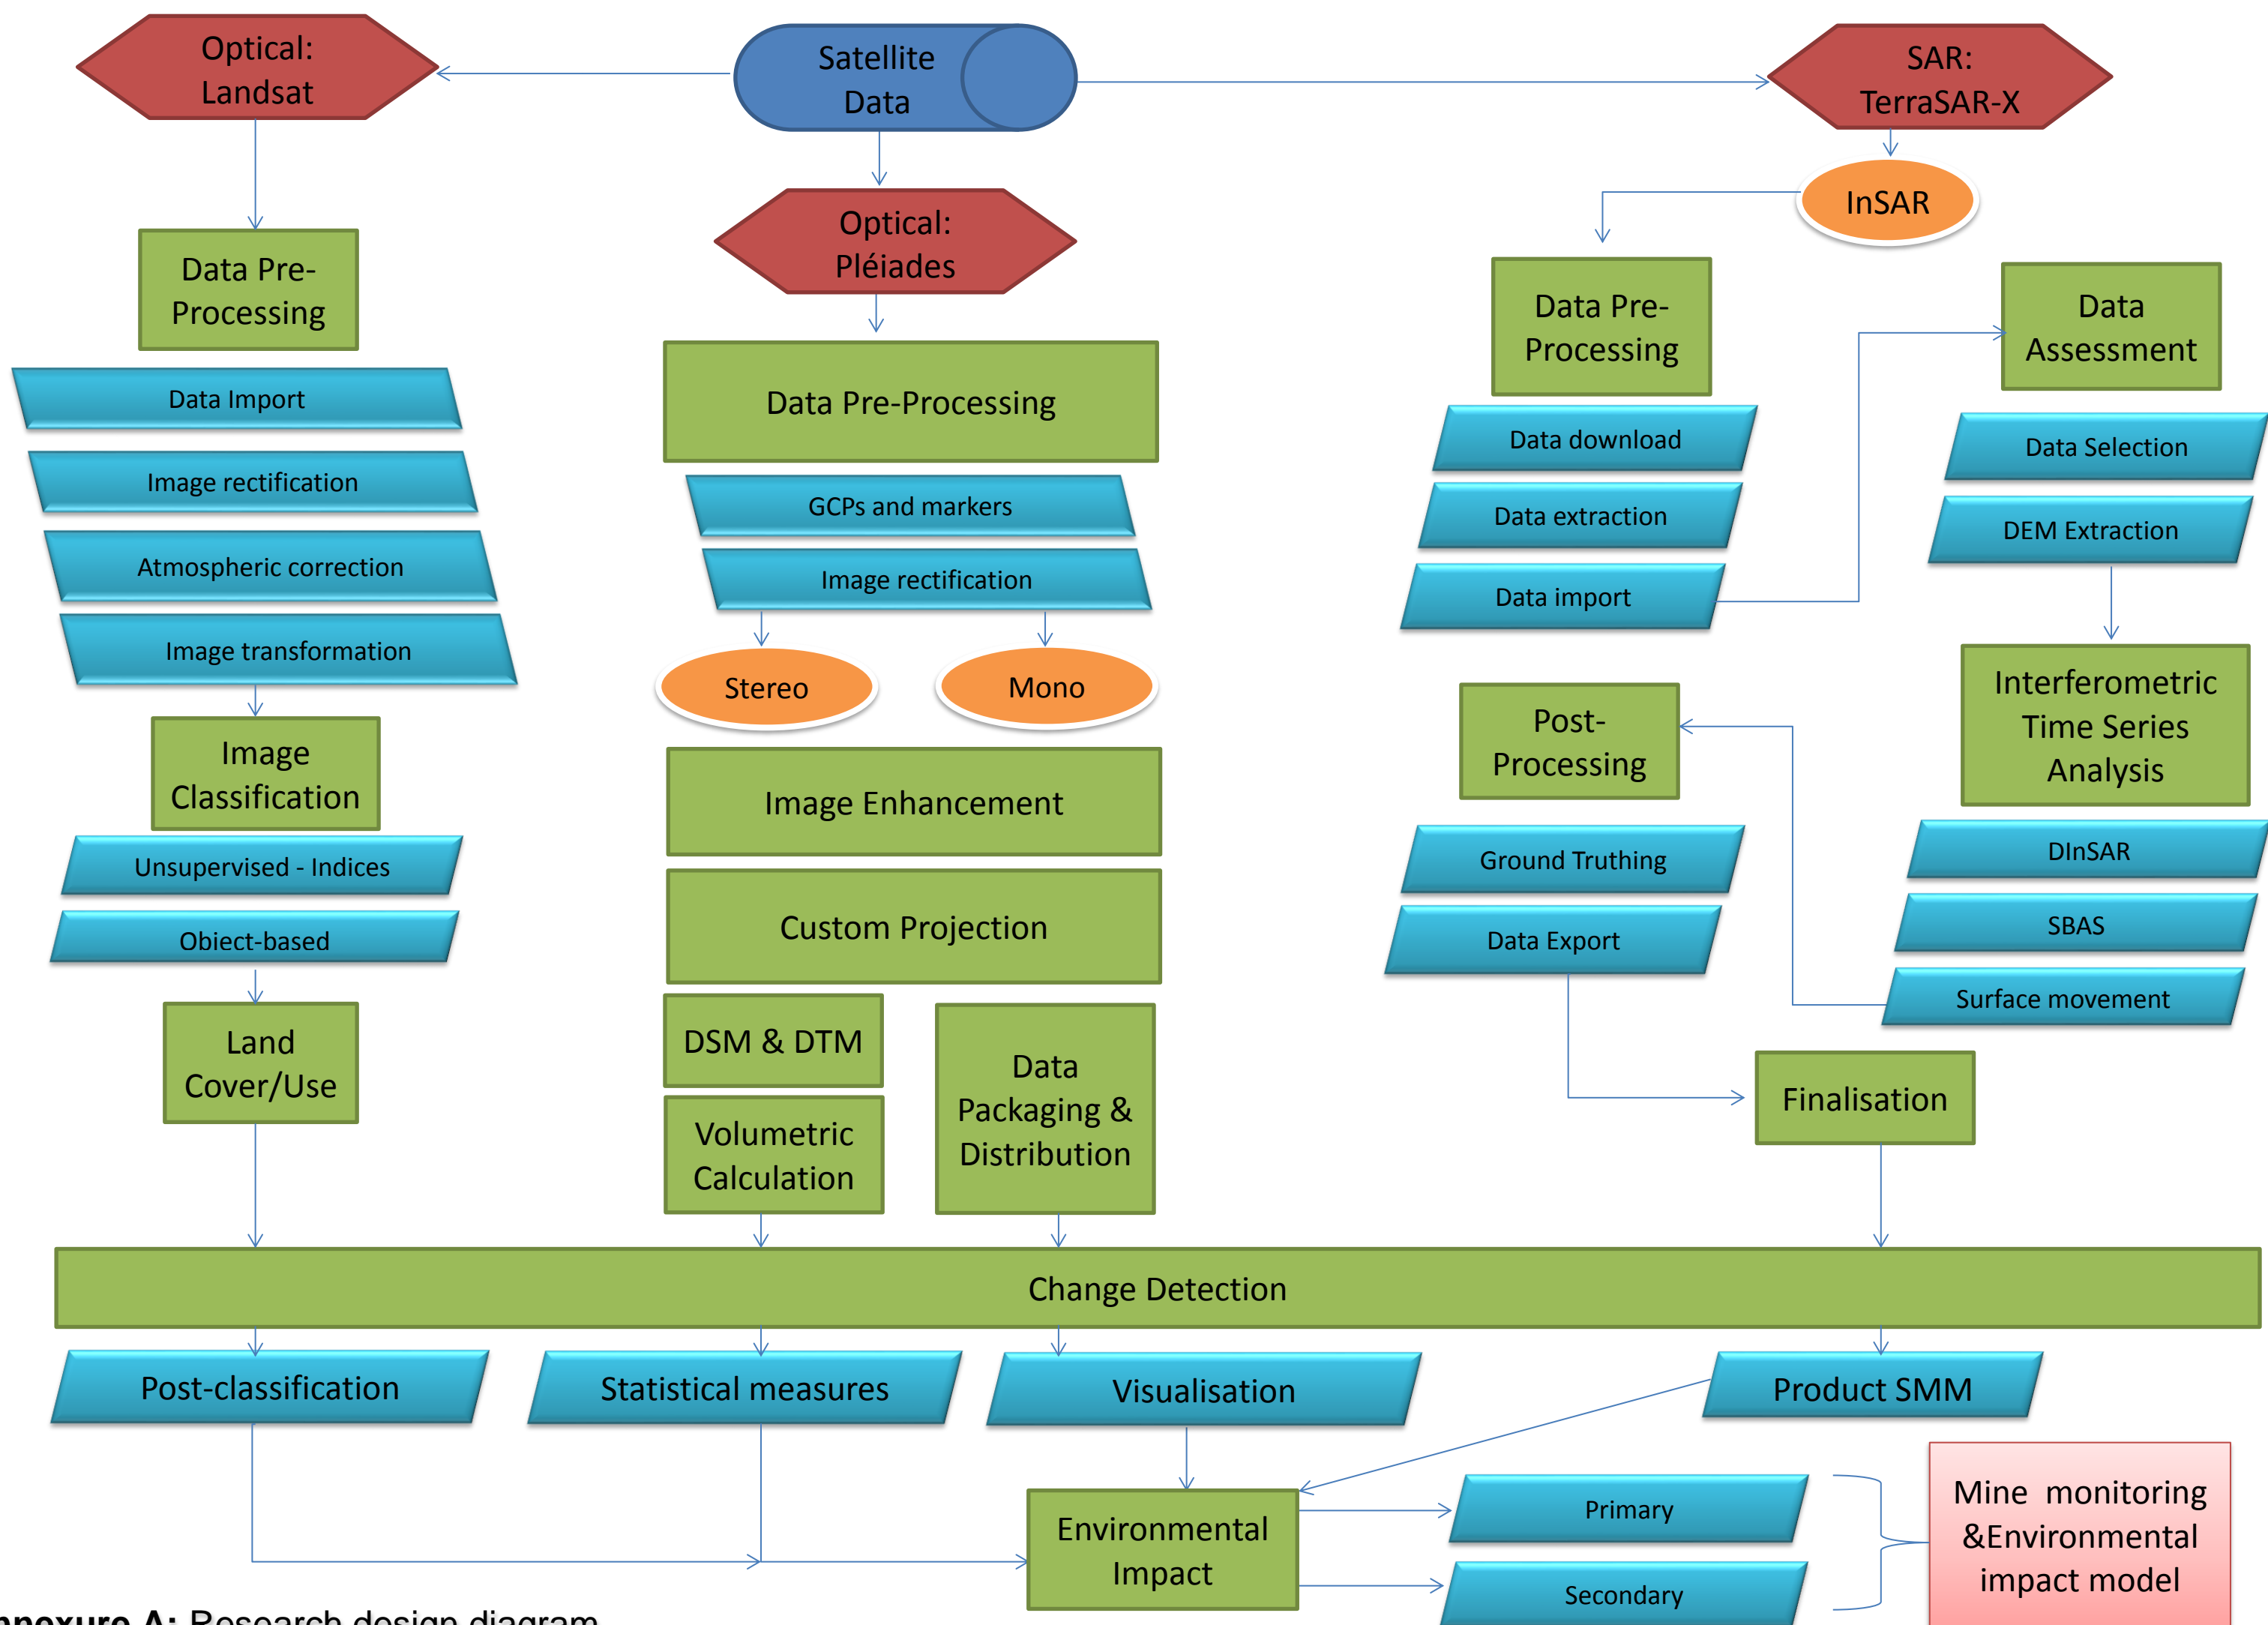 Optical:
Landsat
Satellite
Data
SAR:
TerraSAR-X
InSAR
Optical:
Pléiades
Data Pre-
Processing
Data Import
Image rectification
Atmospheric correction
Image transformation
Image
Classification
Unsupervised - Indices
Object-based
Land
Cover/Use
Data Pre-Processing
GCPs and markers
Image rectification
Stereo
Mono
Image Enhancement
Custom Projection
DSM & DTM
Volumetric
Calculation
Data
Packaging &
Distribution
Data Pre-
Processing
Data download
Data extraction
Data import
Data
Assessment
Data Selection
DEM Extraction
Interferometric
Time Series
Analysis
DInSAR
SBAS
Surface movement
Post-
Processing
Ground Truthing
Data Export
Finalisation
Change Detection
Post-classification
Statistical measures
Visualisation
Product SMM
Environmental
Impact
Primary
Secondary
Mine monitoring
&Environmental
impact model
nnexure A: Research design diagram